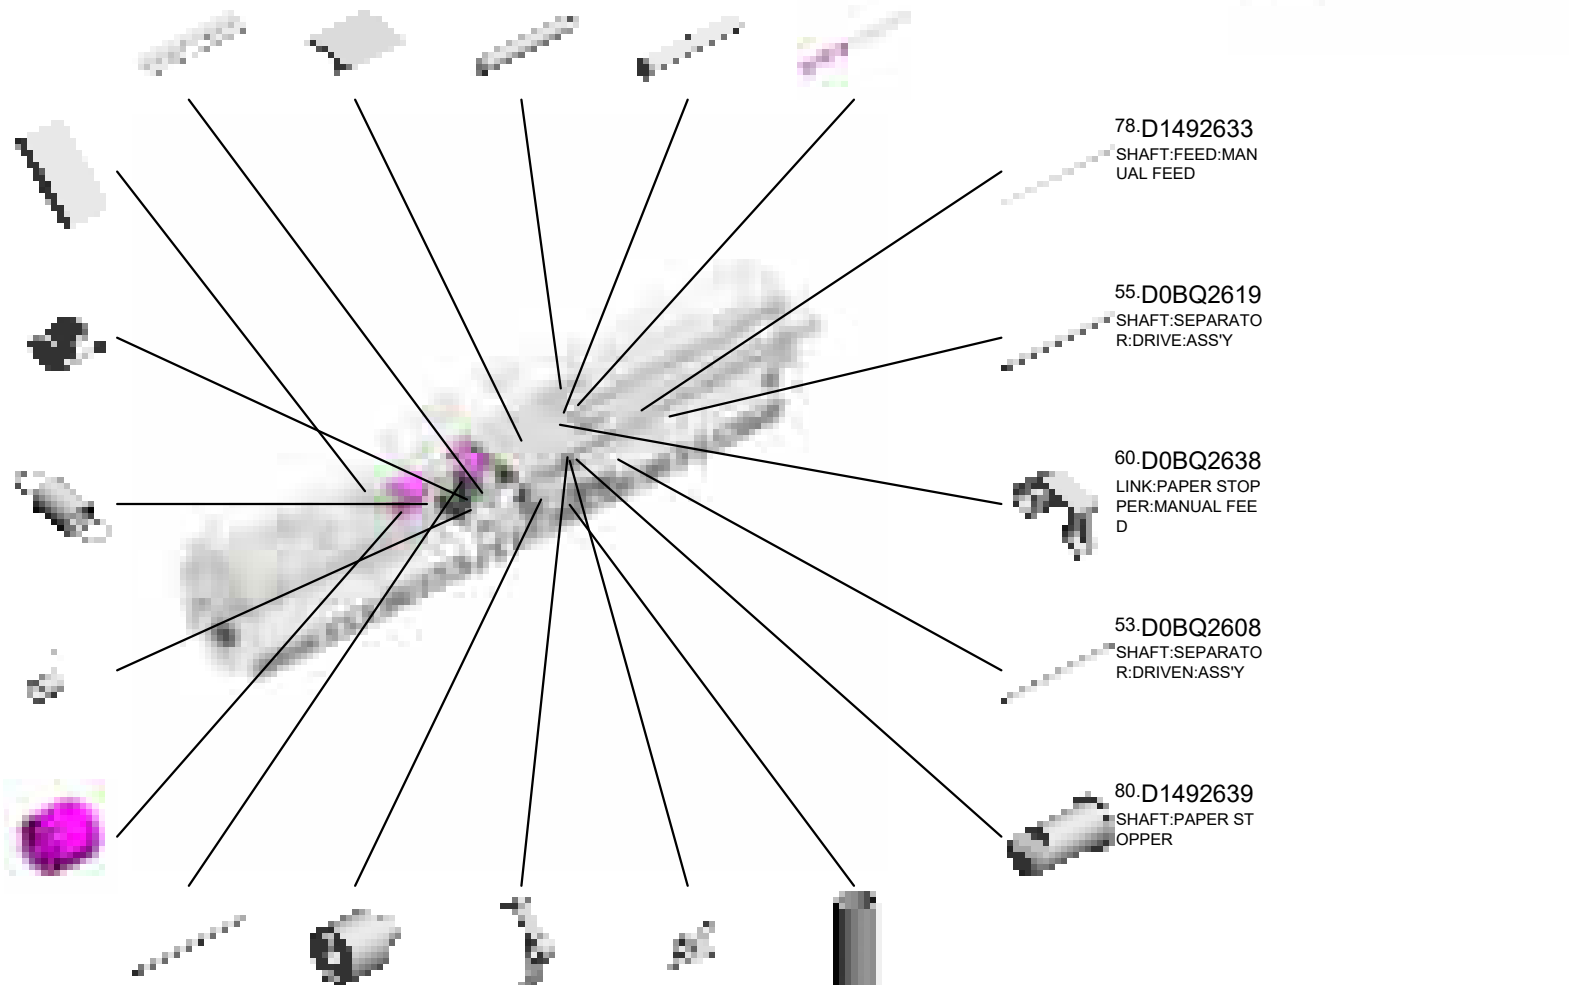 78.D1492633
SHAFT:FEED:MAN
UAL FEED
55.D0BQ2619
SHAFT:SEPARATO
R:DRIVE:ASS'Y
60.D0BQ2638
LINK:PAPER STOP
PER:MANUAL FEE
D
53.D0BQ2608
SHAFT:SEPARATO
R:DRIVEN:ASS'Y
80.D1492639
SHAFT:PAPER ST
OPPER